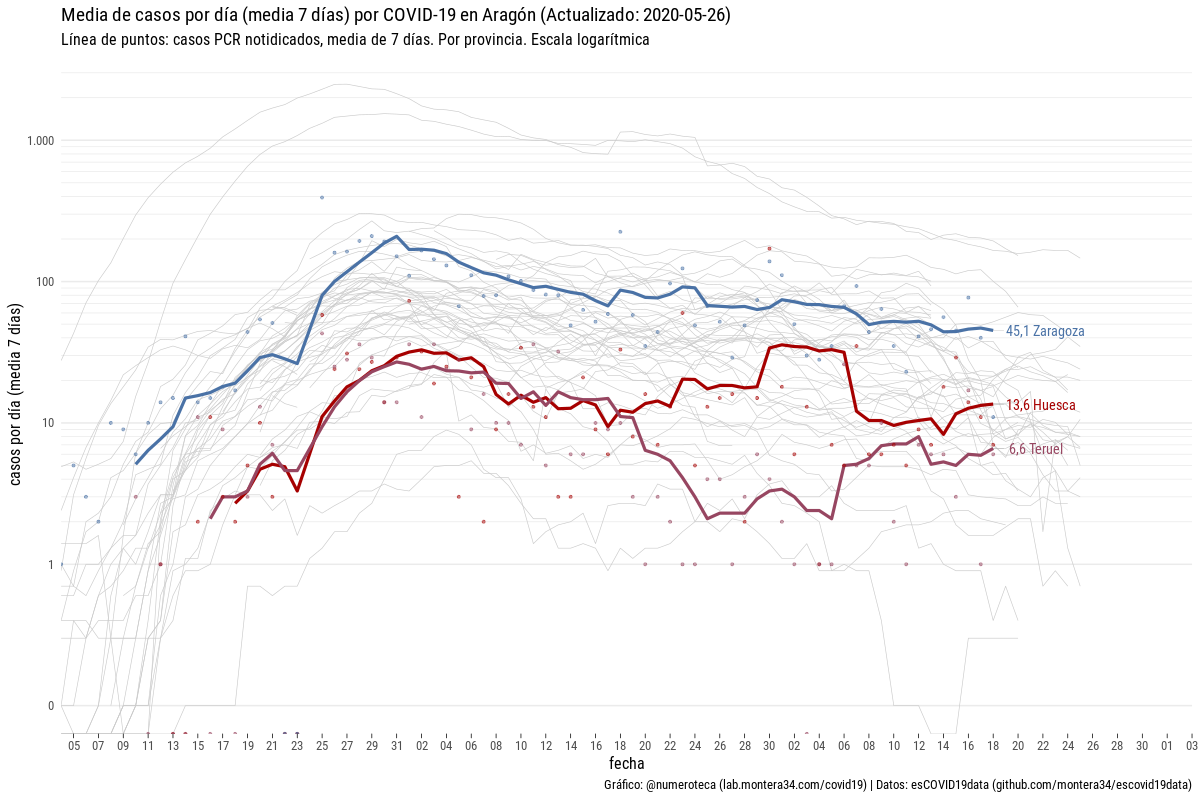 Media de casos por día (media 7 días) por COVID-19 en Aragón (Actualizado: 2020-05-26)
Línea de puntos: casos PCR notidicados, media de 7 días. Por provincia. Escala logarítmica
casos por día (media 7 días)
1.000
100
10
1
0
45,1 Zaragoza
13,6 Huesca
6,6 Teruel
05 07 09 11 13 15 17 19 21 23 25 27 29 31 02 04 06 08 10 12 14 16 18 20 22 24 26 28 30 02 04 06 08 10 12 14 16 18 20 22 24 26 28 30 01 03
fecha
Gráfico: @numeroteca (lab.montera34.com/covid19) | Datos: esCOVID19data (github.com/montera34/escovid19data)